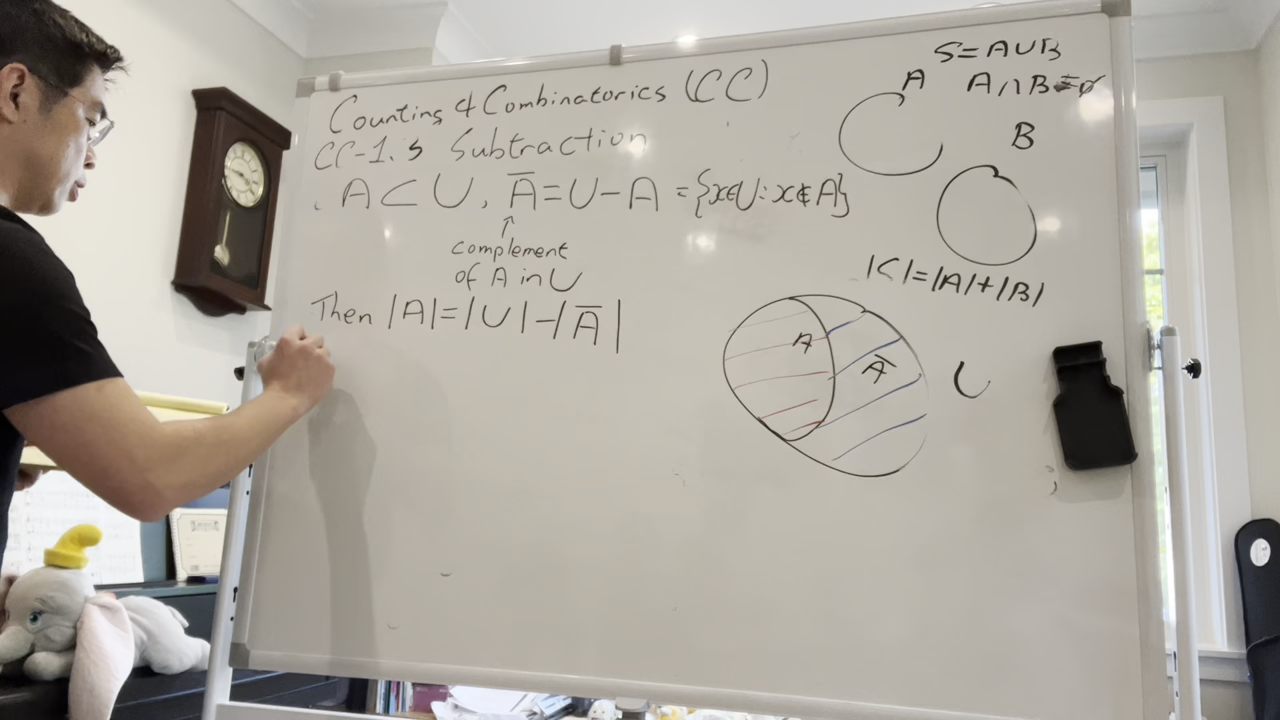 Counting & Combinatorics (CC)
CC-1.3 Subtraction
A ⊂ U, A̅ = U - A = {x∈U : x∉A}
↑
complement
of A in U
Then |A| = |U| - |A̅|
S = A∪B
A∩B = ∅
A
B
|S| = |A| + |B|
A
A̅
U